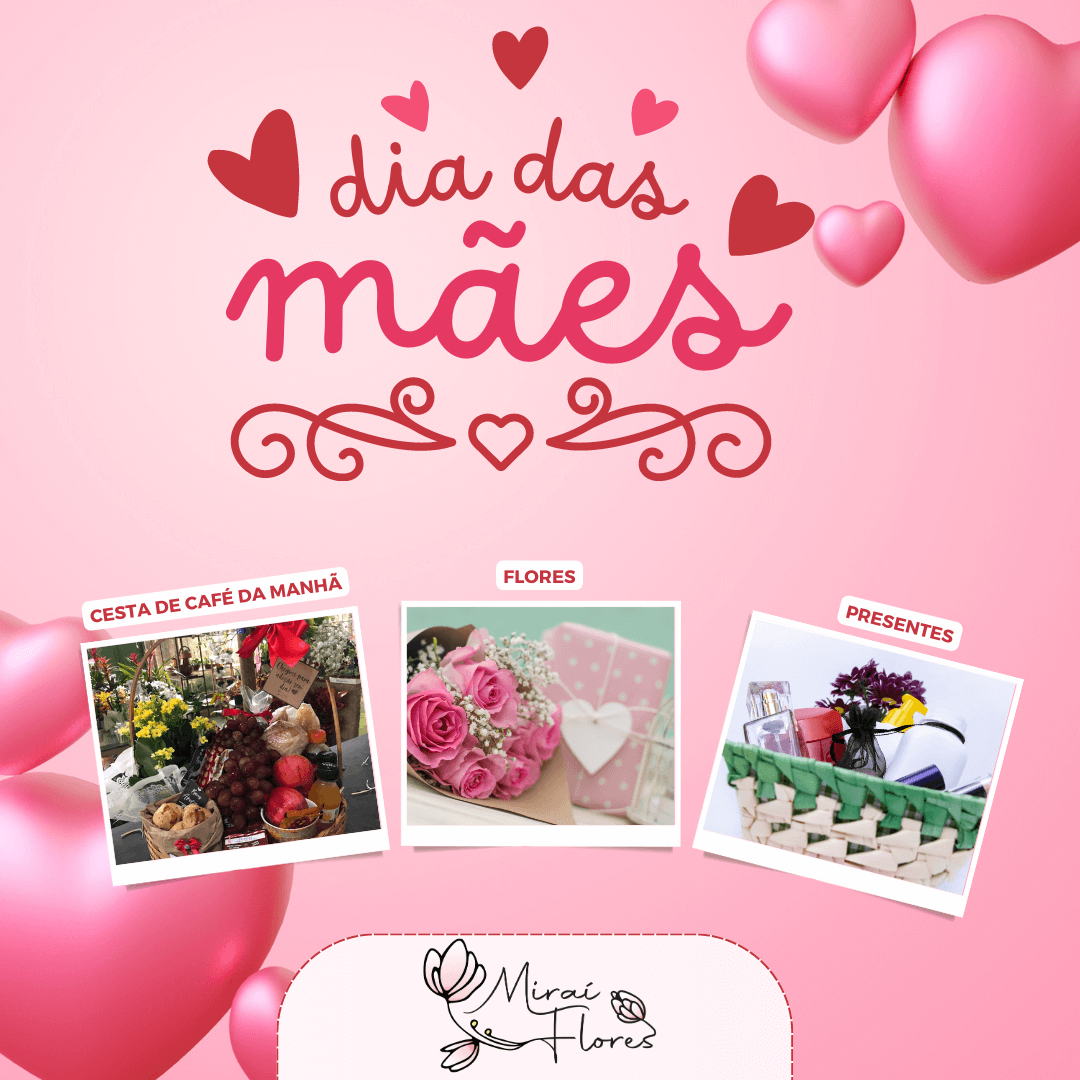 dia das
mães
CESTA DE CAFÉ DA MANHÃ
FLORES
PRESENTES
Miraí
Flores